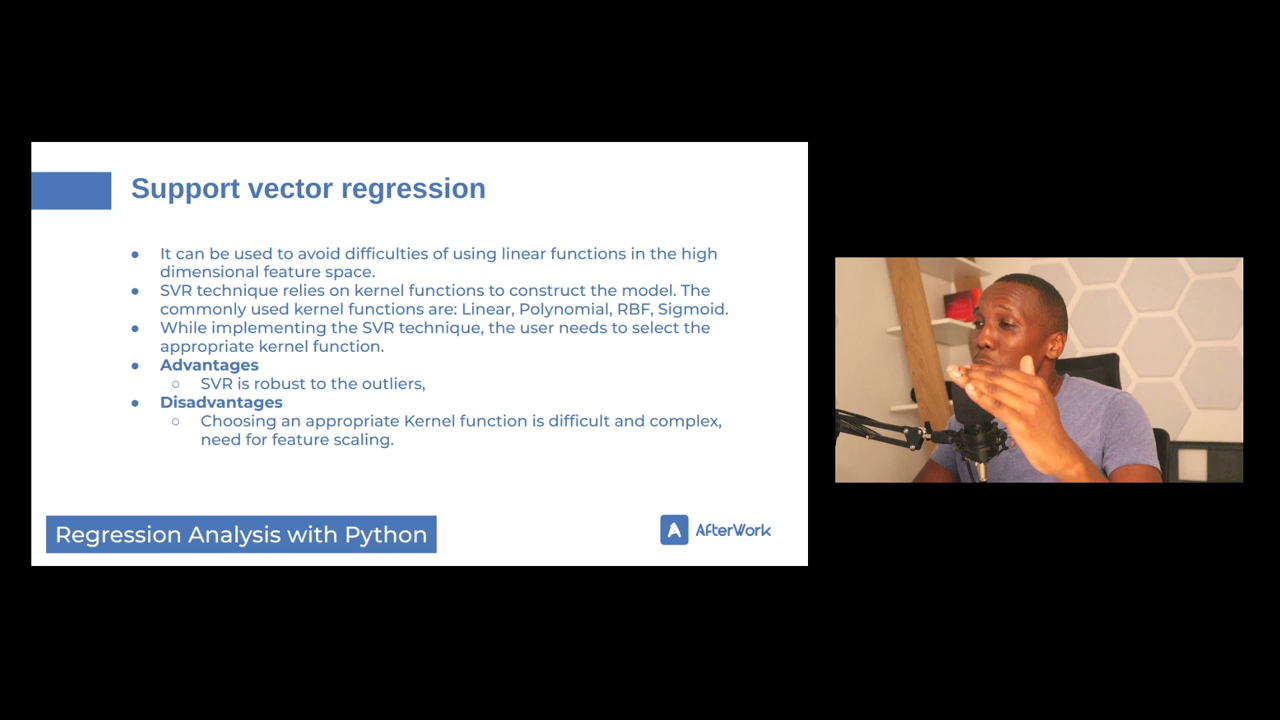 Support vector regression
● It can be used to avoid difficulties of using linear functions in the high
dimensional feature space.
● SVR technique relies on kernel functions to construct the model. The
commonly used kernel functions are: Linear, Polynomial, RBF, Sigmoid.
● While implementing the SVR technique, the user needs to select the
appropriate kernel function.
● Advantages
○ SVR is robust to the outliers,
● Disadvantages
○ Choosing an appropriate Kernel function is difficult and complex,
need for feature scaling.
Regression Analysis with Python
AfterWork